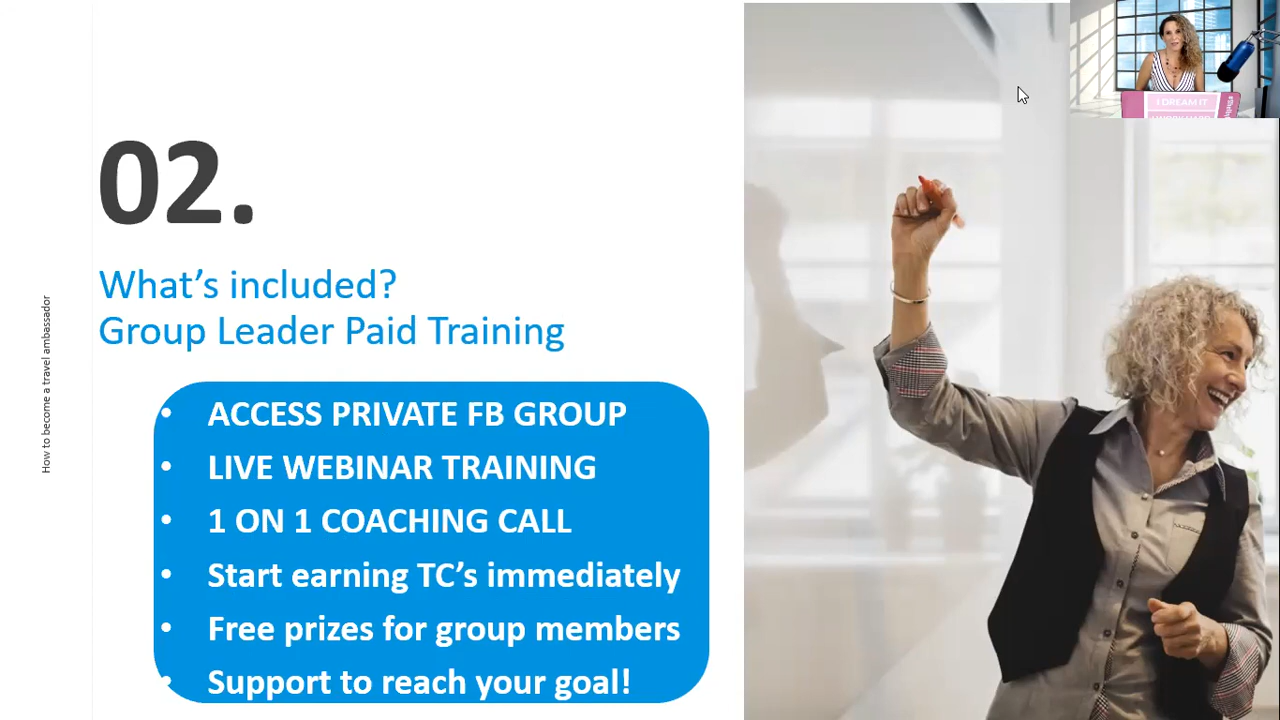 I DREAM IT
How to become a travel ambassador
02.
What's included?
Group Leader Paid Training
• ACCESS PRIVATE FB GROUP
• LIVE WEBINAR TRAINING
• 1 ON 1 COACHING CALL
• Start earning TC's immediately
• Free prizes for group members
• Support to reach your goal!